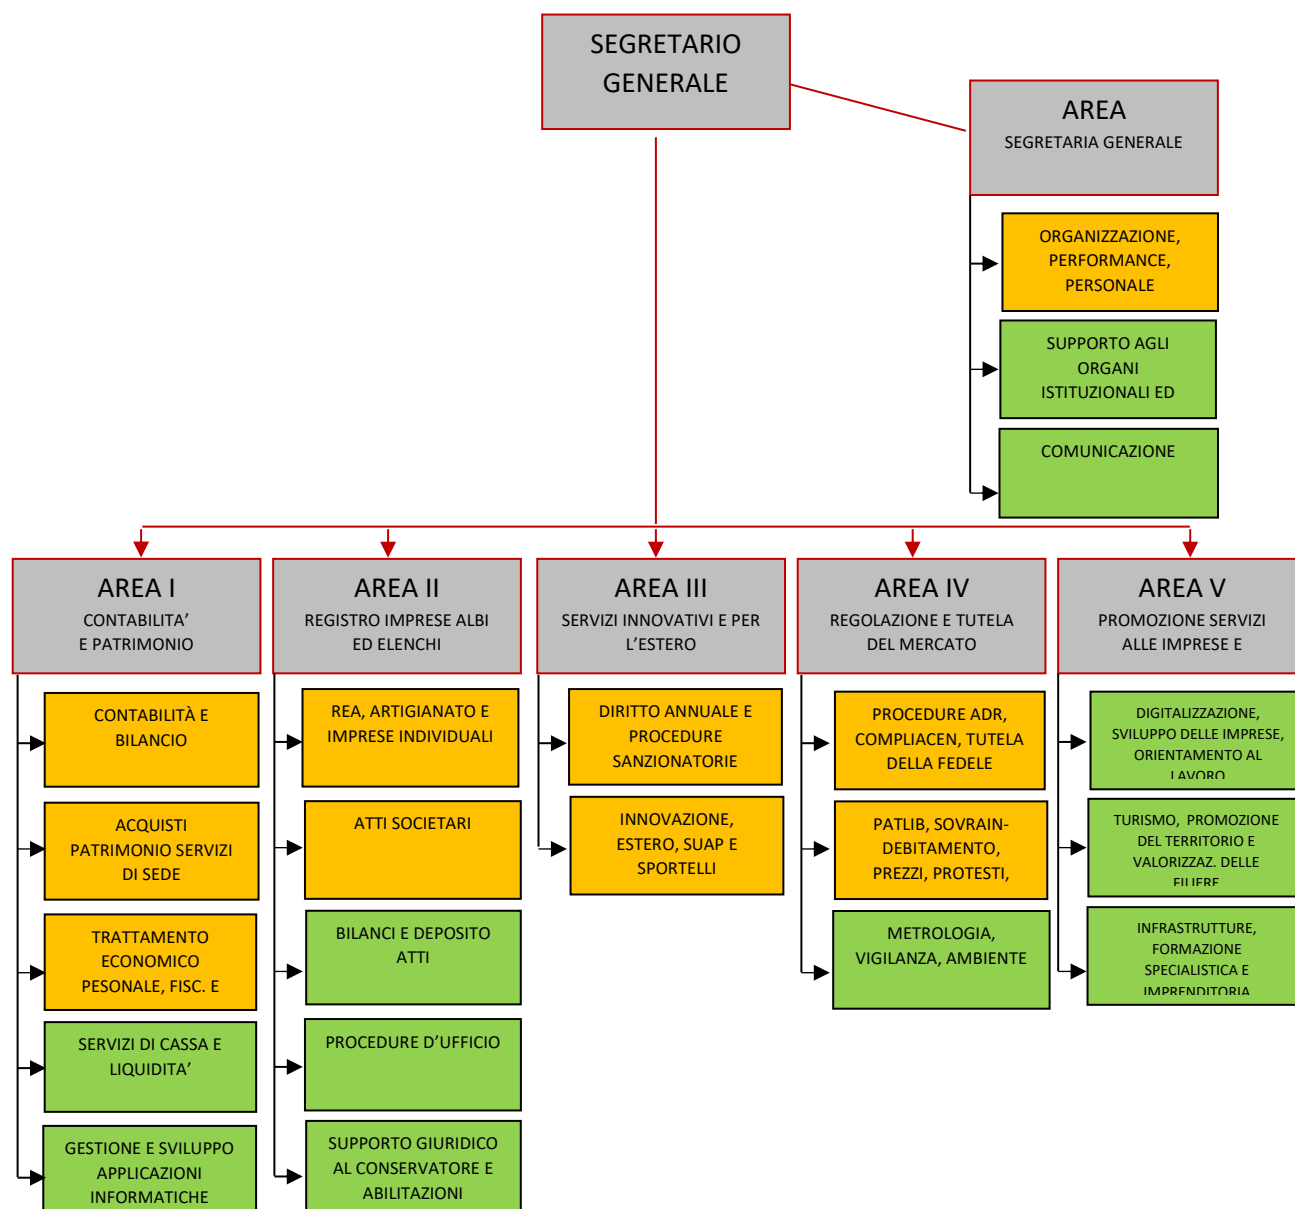 SEGRETARIO
GENERALE
AREA
SEGRETARIA GENERALE
ORGANIZZAZIONE,
PERFORMANCE,
PERSONALE
SUPPORTO AGLI
ORGANI
ISTITUZIONALI ED
COMUNICAZIONE
AREA I
CONTABILITA’
E PATRIMONIO
CONTABILITÀ E
BILANCIO
ACQUISTI
PATRIMONIO SERVIZI
DI SEDE
TRATTAMENTO
ECONOMICO
PESONALE, FISC. E
SERVIZI DI CASSA E
LIQUIDITA’
GESTIONE E SVILUPPO
APPLICAZIONI
INFORMATICHE
AREA II
REGISTRO IMPRESE ALBI
ED ELENCHI
REA, ARTIGIANATO E
IMPRESE INDIVIDUALI
ATTI SOCIETARI
BILANCI E DEPOSITO
ATTI
PROCEDURE D’UFFICIO
SUPPORTO GIURIDICO
AL CONSERVATORE E
ABILITAZIONI
AREA III
SERVIZI INNOVATIVI E PER
L’ESTERO
DIRITTO ANNUALE E
PROCEDURE
SANZIONATORIE
INNOVAZIONE,
ESTERO, SUAP E
SPORTELLI
AREA IV
REGOLAZIONE E TUTELA
DEL MERCATO
PROCEDURE ADR,
COMPLIACEN, TUTELA
DELLA FEDELE
PATLIB, SOVRAIN-
DEBITAMENTO,
PREZZI, PROTESTI,
METROLOGIA,
VIGILANZA, AMBIENTE
AREA V
PROMOZIONE SERVIZI
ALLE IMPRESE E
DIGITALIZZAZIONE,
SVILUPPO DELLE IMPRESE,
ORIENTAMENTO AL
LAVORO
TURISMO, PROMOZIONE
DEL TERRITORIO E
VALORIZZAZ. DELLE
FILIERE
INFRASTRUTTURE,
FORMAZIONE
SPECIALISTICA E
IMPRENDITORIA